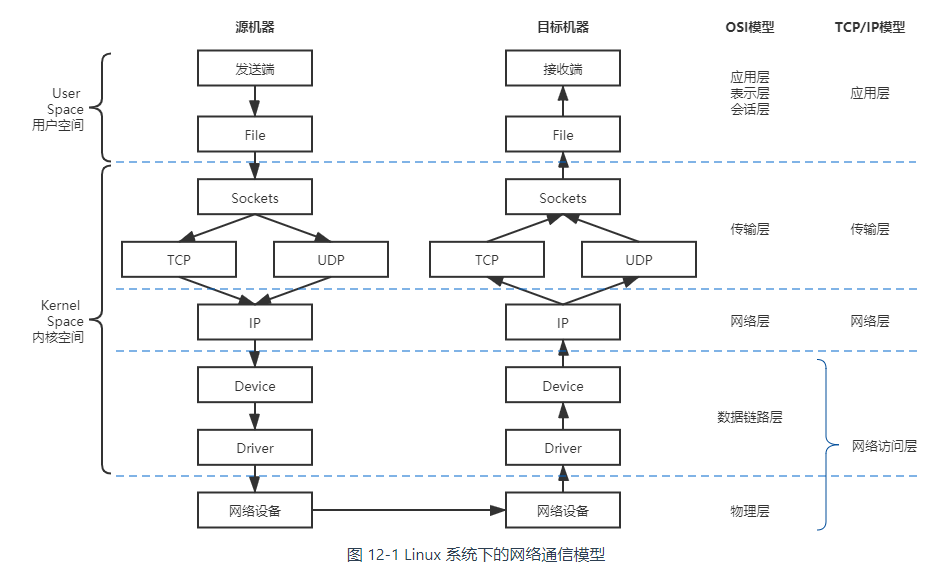 源机器
目标机器
OSI模型
TCP/IP模型
发送端
接收端
User
Space
用户空间
应用层
表示层
会话层
应用层
File
File
Sockets
Sockets
TCP
UDP
TCP
UDP
传输层
传输层
Kernel
Space
内核空间
IP
IP
网络层
网络层
Device
Device
数据链路层
Driver
Driver
网络访问层
网络设备
网络设备
物理层
图 12-1 Linux 系统下的网络通信模型